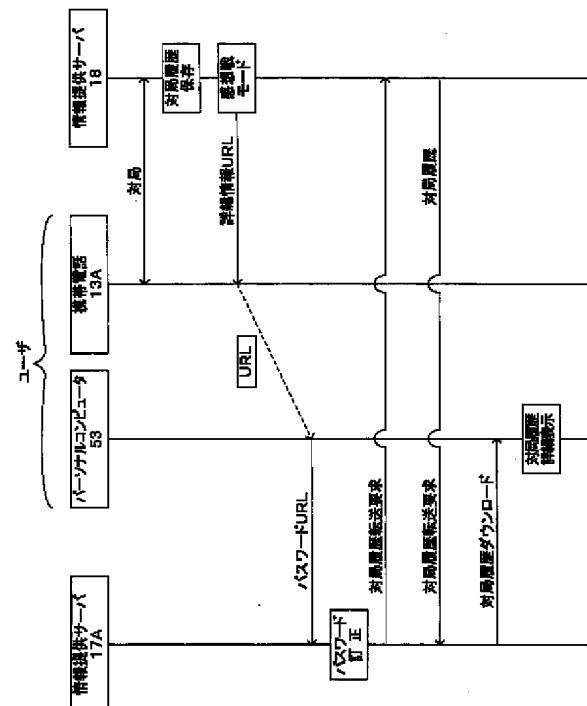 ユーザ
情報提供サーバ
17A
パーソナルコンピュータ
53
携帯電話
13A
情報提供サーバ
18
対局
対局履歴
保存
感想戦
モード
詳細情報URL
URL
パスワードURL
パスワード
訂正
対局履歴転送要求
対局履歴
対局履歴転送要求
対局履歴ダウンロード
対局履歴
詳細表示